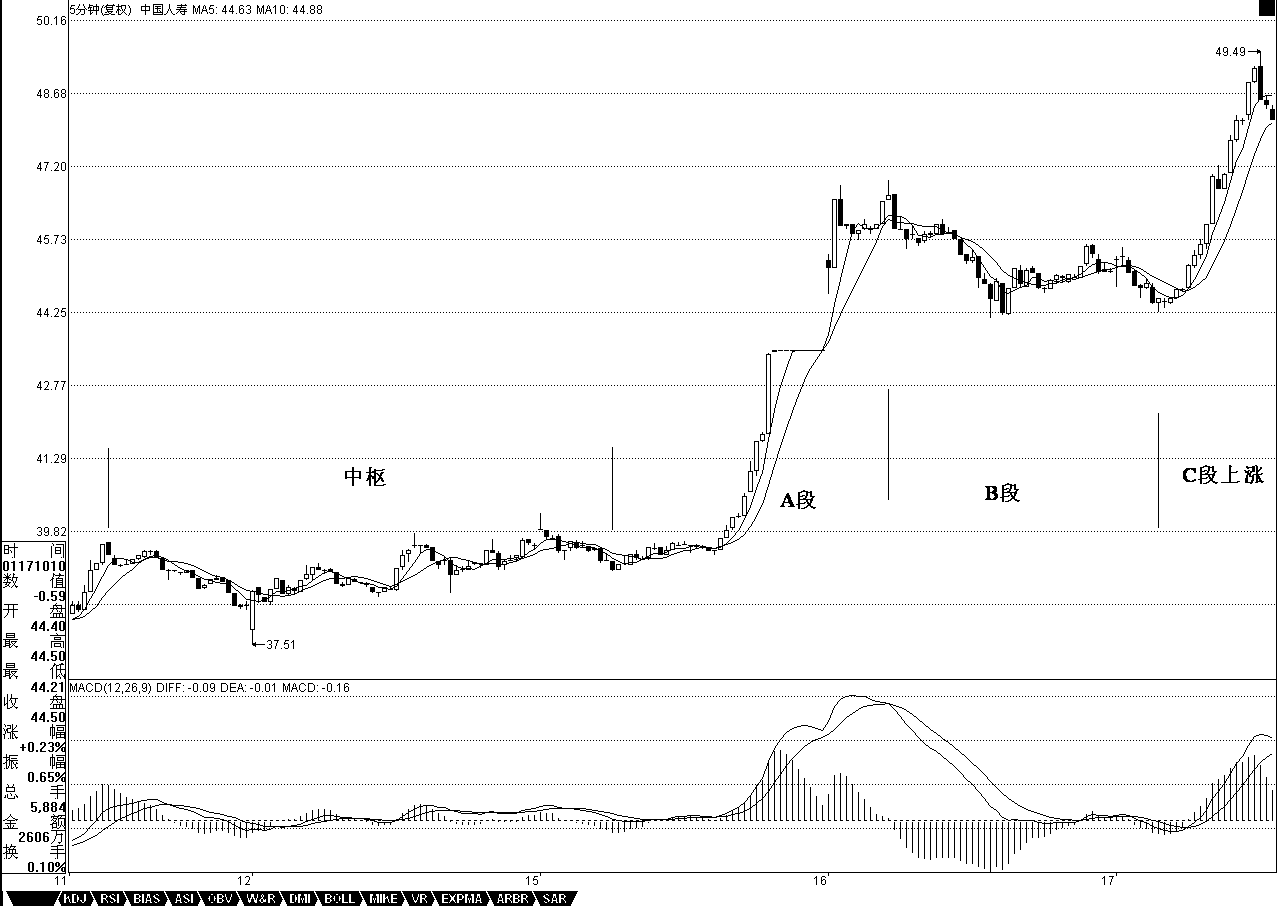 5分钟(复权) 中国人寿 MA5: 44.63 MA10: 44.88
50.16
49.49
48.68
47.20
45.73
44.25
42.77
41.29
39.82
中枢
A段
B段
C段上涨
37.51
时 间
01171010
数 值
-0.59
开 盘
44.40
最 高
44.50
最 低
44.21
收 盘
44.50
涨 幅
+0.23%
振 幅
0.65%
总 手
5,884
金 额
2606万
换 手
0.10%
MACD(12,26,9) DIFF: -0.09 DEA: -0.01 MACD: -0.16
11 12 15 16 17
KDJ RSI BIAS ASI OBV W&R DMI BOLL MIKE VR EXPMA ARBR SAR